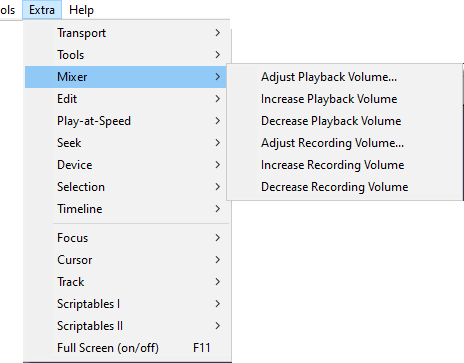 ols Extra Help
Transport
Tools
Mixer
Edit
Play-at-Speed
Seek
Device
Selection
Timeline
Focus
Cursor
Track
Scriptables I
Scriptables II
Full Screen (on/off) F11
Adjust Playback Volume...
Increase Playback Volume
Decrease Playback Volume
Adjust Recording Volume...
Increase Recording Volume
Decrease Recording Volume